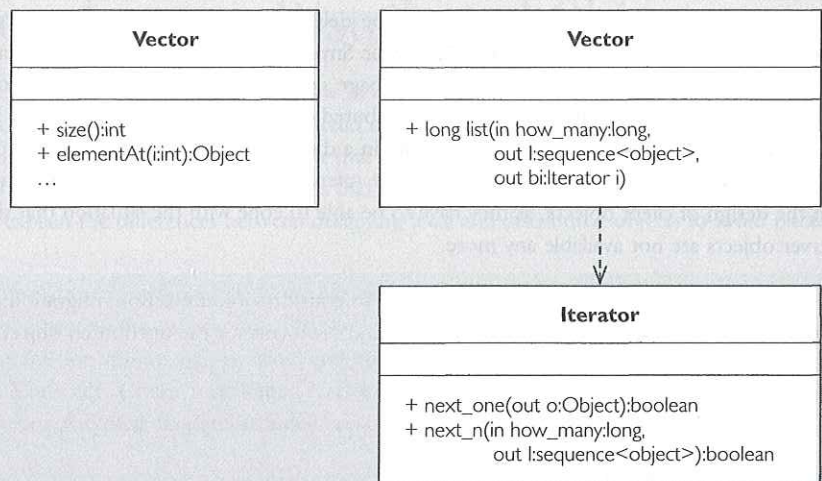 Vector
+ size():int
+ elementAt(i:int):Object
...
Vector
+ long list(in how_many:long,
out l:sequence<object>,
out bi:Iterator i)
Iterator
+ next_one(out o:Object):boolean
+ next_n(in how_many:long,
out l:sequence<object>):boolean